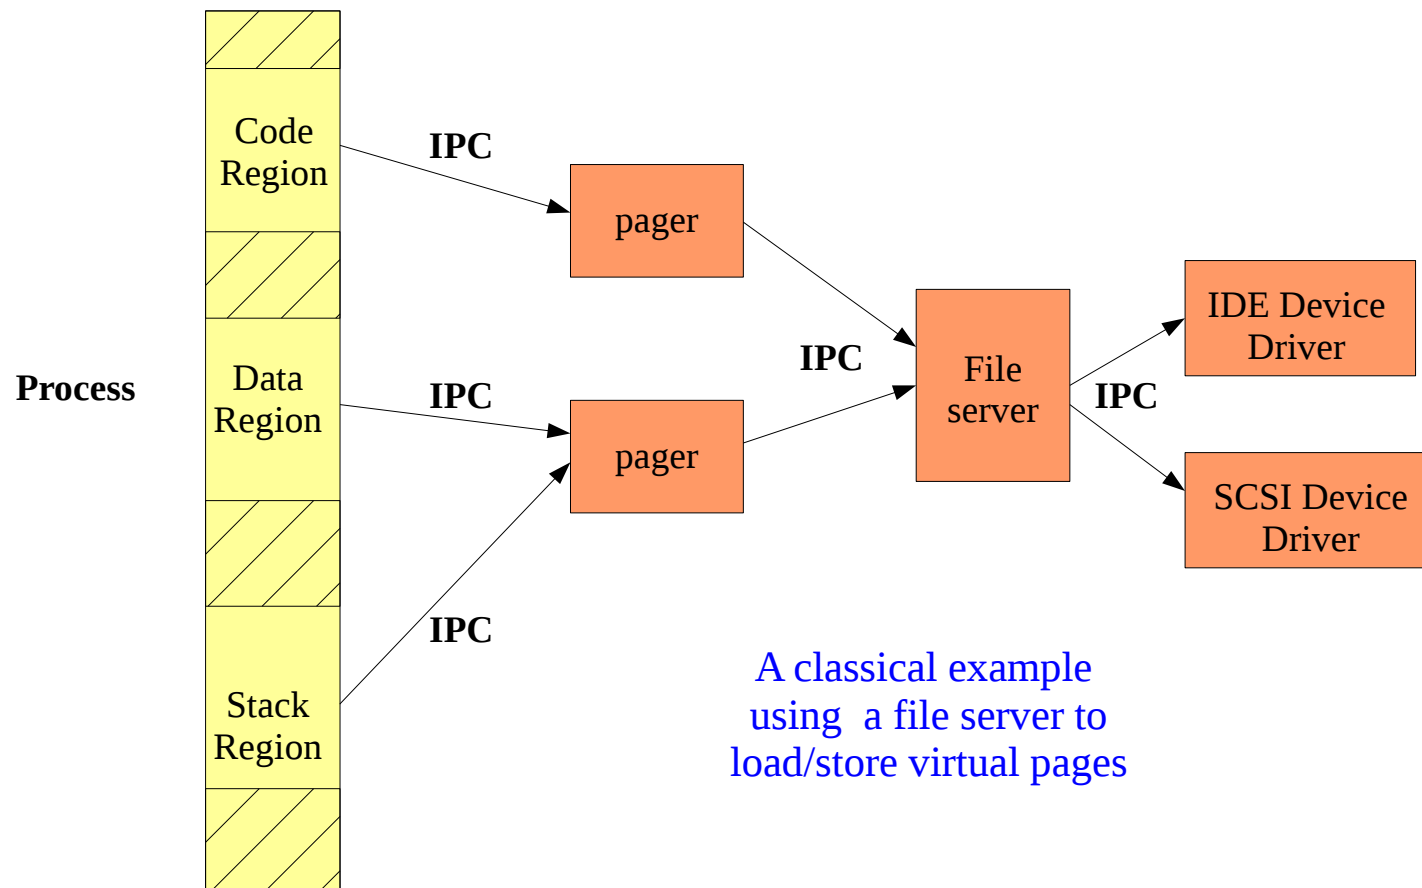 Process
Code
Region
Data
Region
Stack
Region
IPC
IPC
IPC
pager
pager
IPC
File
server
IPC
IDE Device
Driver
SCSI Device
Driver
A classical example
using a file server to
load/store virtual pages